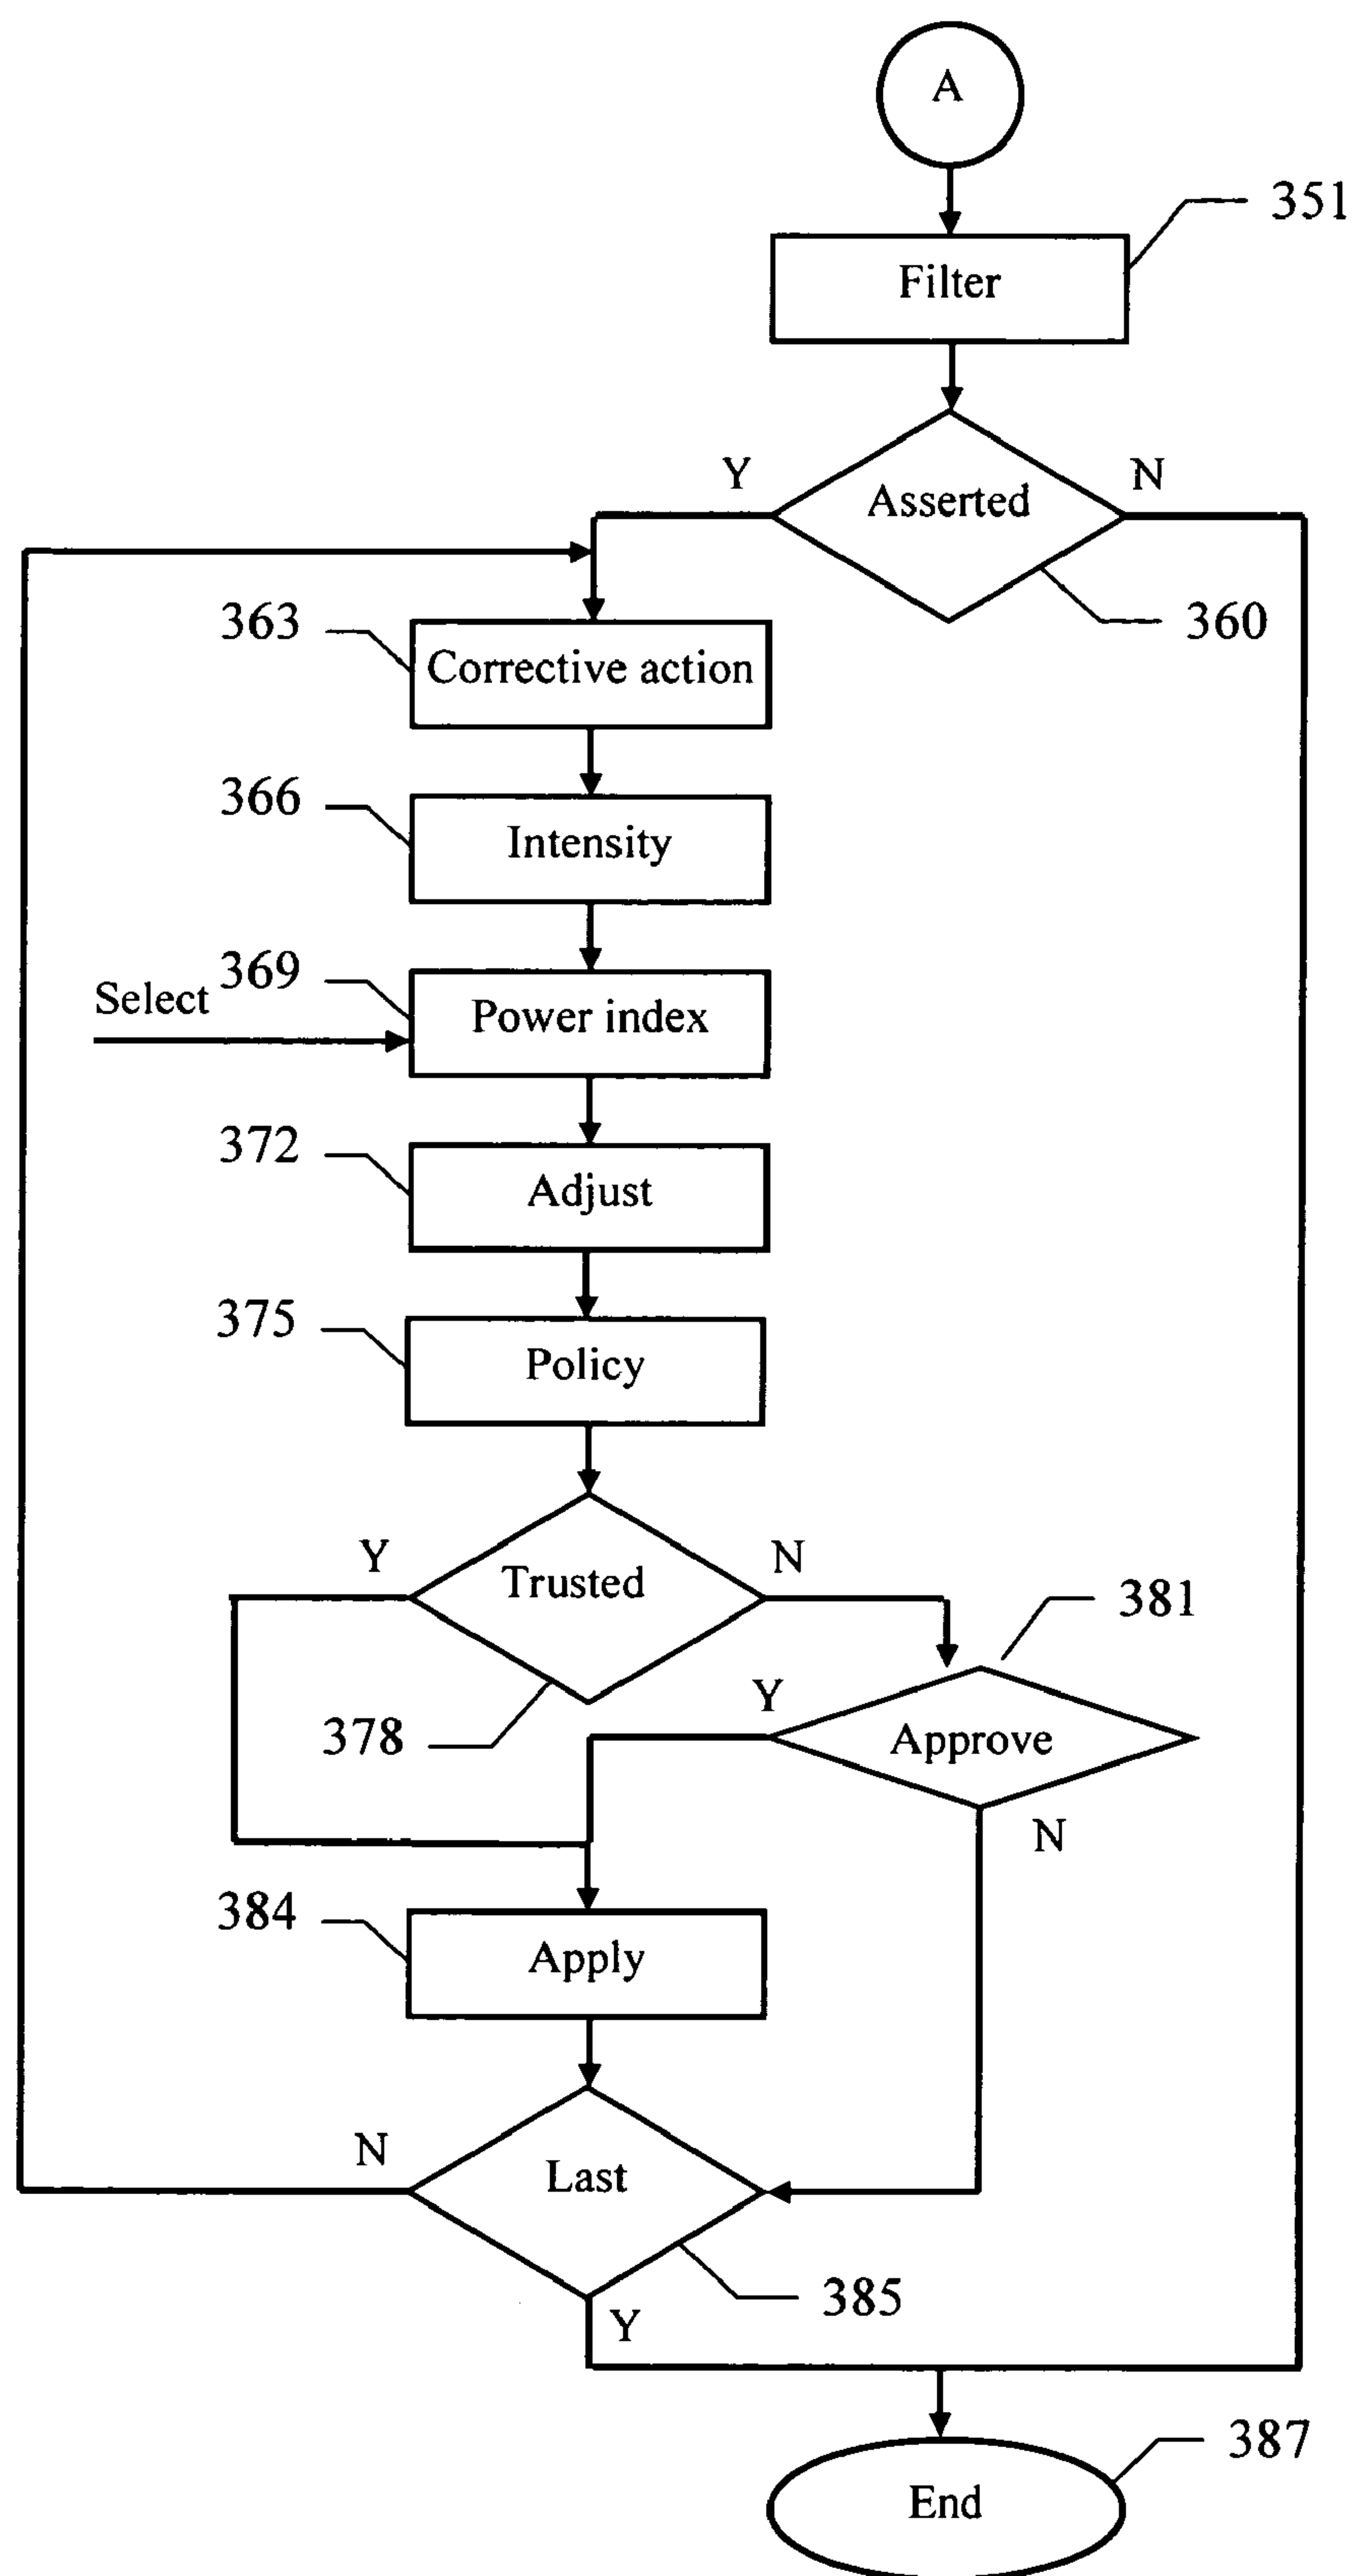 A
351
Filter
Y
Asserted
N
360
363
Corrective action
366
Intensity
369
Select
Power index
372
Adjust
375
Policy
Y
Trusted
N
381
378
Y
Approve
N
384
Apply
N
Last
385
Y
387
End